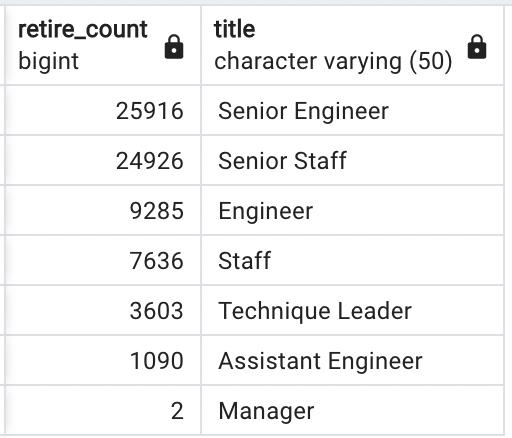 retire_count title
bigint character varying (50)
25916 Senior Engineer
24926 Senior Staff
9285 Engineer
7636 Staff
3603 Technique Leader
1090 Assistant Engineer
2 Manager